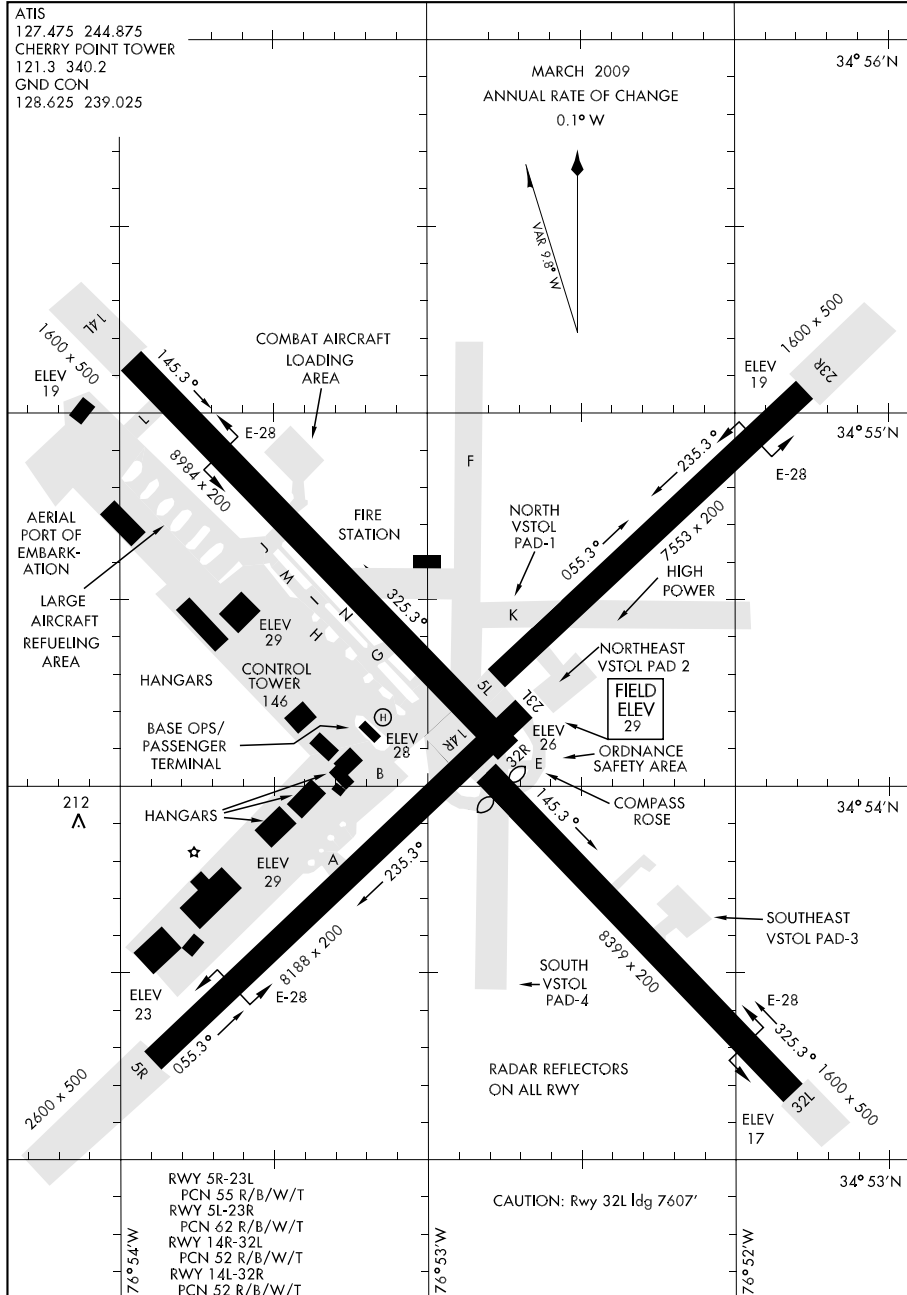 ATIS
127.475 244.875
CHERRY POINT TOWER
121.3 340.2
GND CON
128.625 239.025
34° 56'N
MARCH 2009
ANNUAL RATE OF CHANGE
0.1° W
VAR 9.8° W
14L
1600 x 500
ELEV
19
145.3°
COMBAT AIRCRAFT
LOADING
AREA
1600 x 500
23R
ELEV
19
L
E-28
8984 x 200
F
235.3°
34° 55'N
E-28
AERIAL
PORT OF
EMBARK-
ATION
FIRE
STATION
NORTH
VSTOL
PAD-1
055.3°
7553 x 200
HIGH
POWER
LARGE
AIRCRAFT
REFUELING
AREA
J
M
I
N
H
G
325.3°
K
ELEV
29
HANGARS
CONTROL
TOWER
146
5L
NORTHEAST
VSTOL PAD 2
23L
FIELD
ELEV
29
BASE OPS/
PASSENGER
TERMINAL
H
ELEV
28
14R
ELEV
26
32R
E
ORDNANCE
SAFETY AREA
B
212
HANGARS
145.3°
COMPASS
ROSE
34° 54'N
A
ELEV
29
235.3°
8188 x 200
8399 x 200
SOUTHEAST
VSTOL PAD-3
SOUTH
VSTOL
PAD-4
ELEV
23
E-28
055.3°
E-28
325.3°
5R
2600 x 500
RADAR REFLECTORS
ON ALL RWY
1600 x 500
32L
ELEV
17
34° 53'N
RWY 5R-23L
PCN 55 R/B/W/T
RWY 5L-23R
PCN 62 R/B/W/T
RWY 14R-32L
PCN 52 R/B/W/T
RWY 14L-32R
PCN 52 R/B/W/T
CAUTION: Rwy 32L ldg 7607'
76° 54'W
76° 53'W
76° 52'W